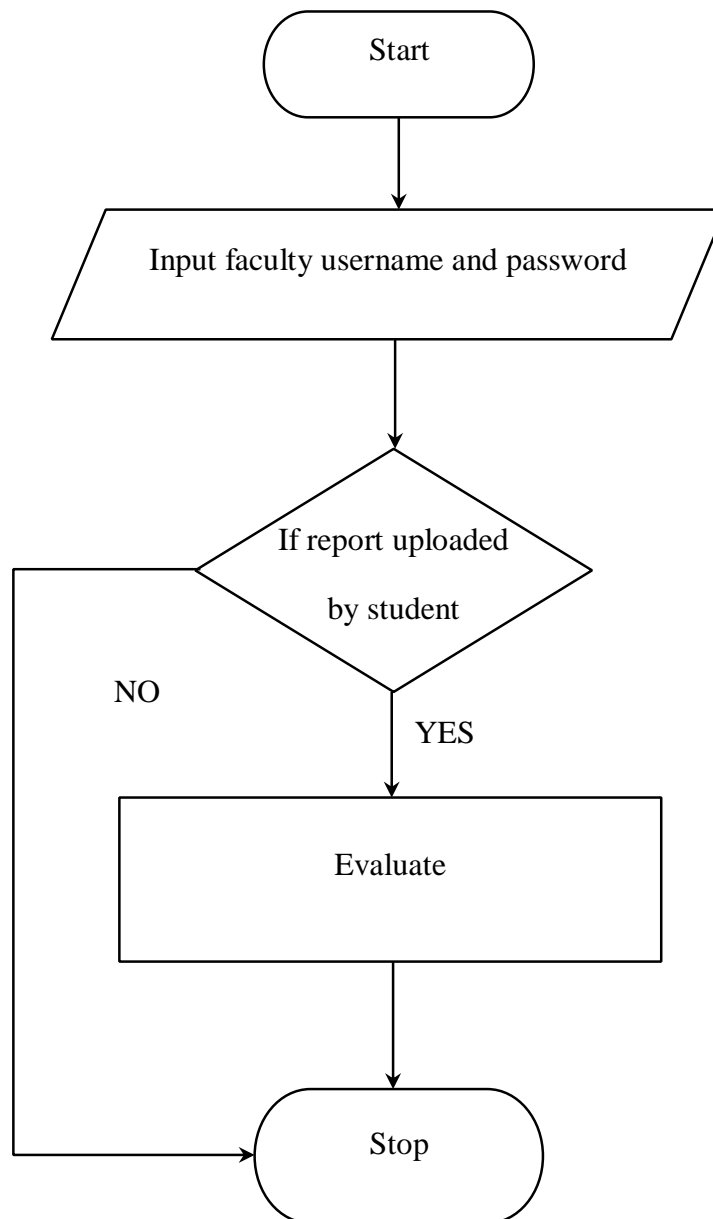 Start
Input faculty username and password
If report uploaded
by student
NO
YES
Evaluate
Stop